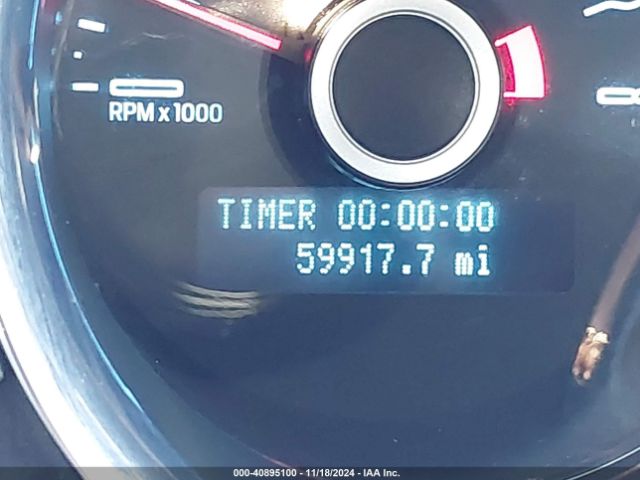 RPM x 1000
TIMER 00:00:00
59917.7 mi
000-40895100 - 11/18/2024 - IAA Inc.